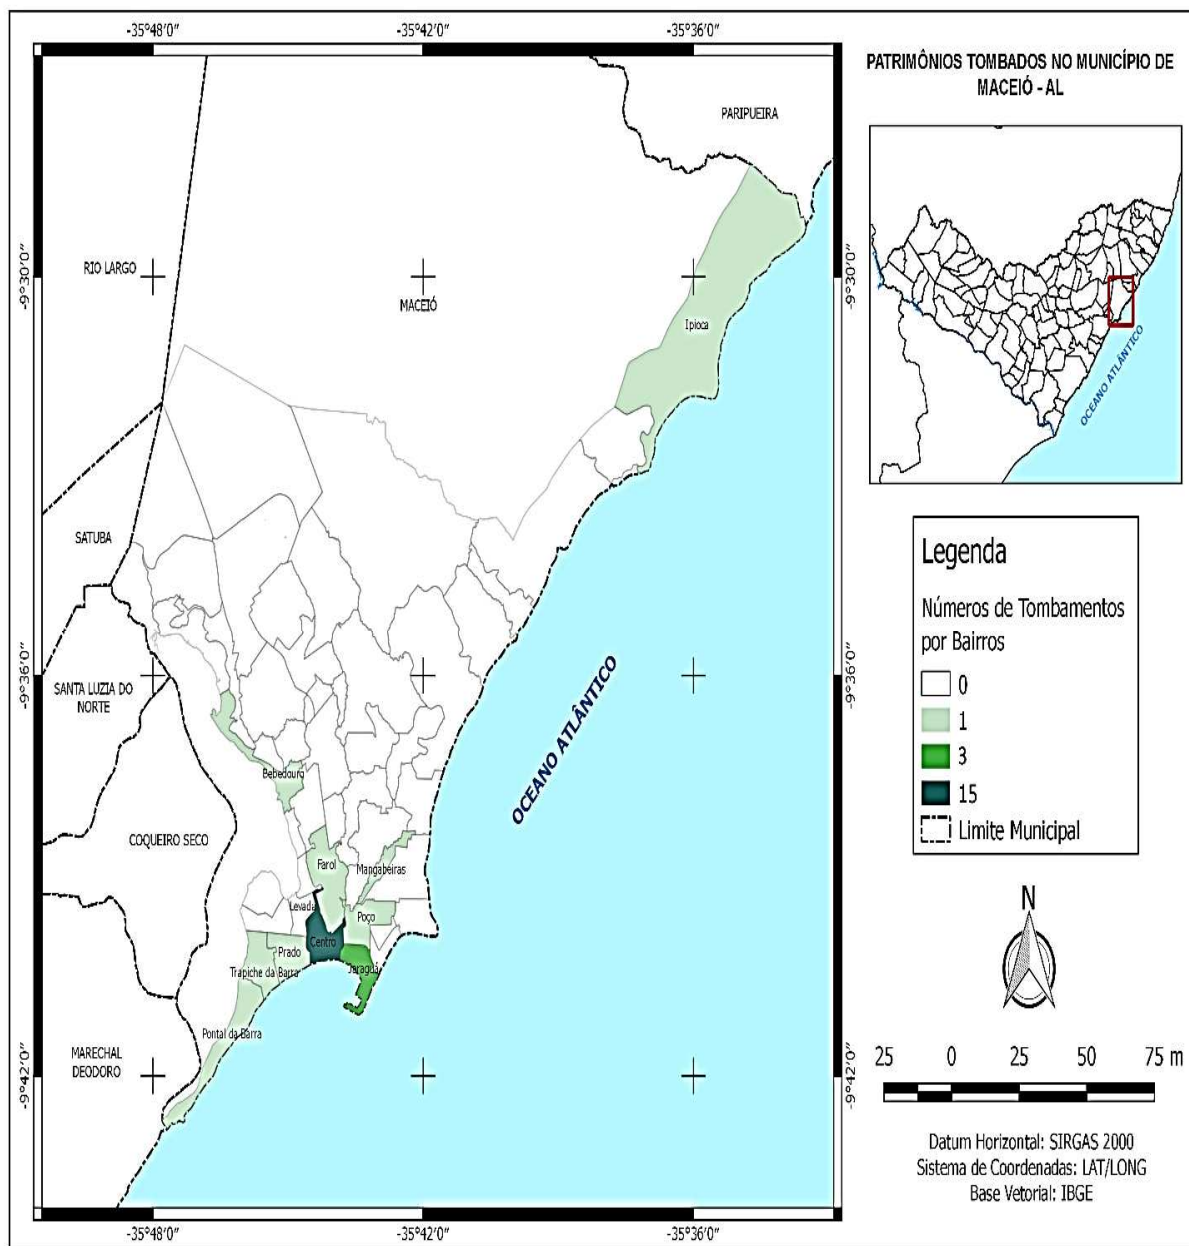 -35°48'0"
-35°42'0"
-35°36'0"
PATRIMÔNIOS TOMBADOS NO MUNICÍPIO DE
MACEIÓ - AL
PARIPUEIRA
-9°30'0"
RIO LARGO
MACEIÓ
-9°30'0"
Ipioca
OCEANO ATLÂNTICO
SATUBA
-9°36'0"
SANTA LUZIA DO
NORTE
-9°36'0"
OCEANO ATLÂNTICO
Bebedouro
COQUEIRO SECO
Farol
Mangabeiras
Levada
Poço
Centro
Prado
Trapiche da Barra
Jaraguá
Pontal da Barra
MARECHAL
DEODORO
-9°42'0"
-9°42'0"
-35°48'0"
-35°42'0"
-35°36'0"
Legenda
Números de Tombamentos
por Bairros
0
1
3
15
Limite Municipal
N
25 0 25 50 75 m
Datum Horizontal: SIRGAS 2000
Sistema de Coordenadas: LAT/LONG
Base Vetorial: IBGE